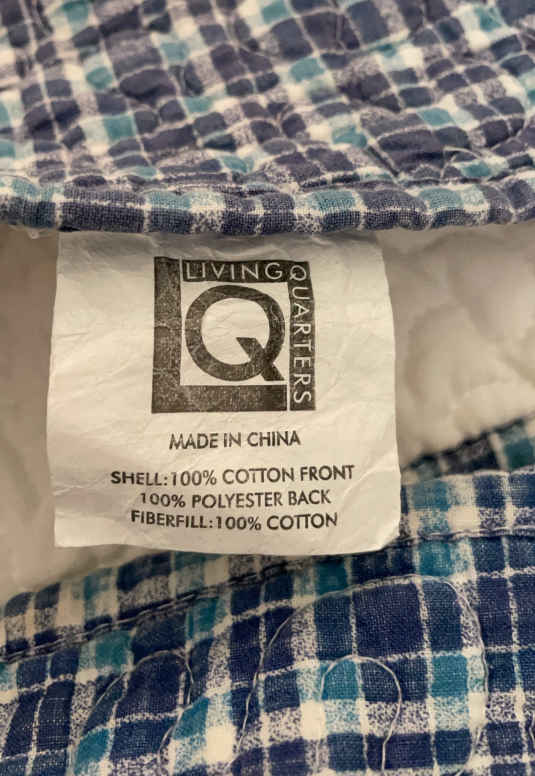 LIVING QUARTERS
LQ
MADE IN CHINA
SHELL:100% COTTON FRONT
100% POLYESTER BACK
FIBERFILL:100% COTTON